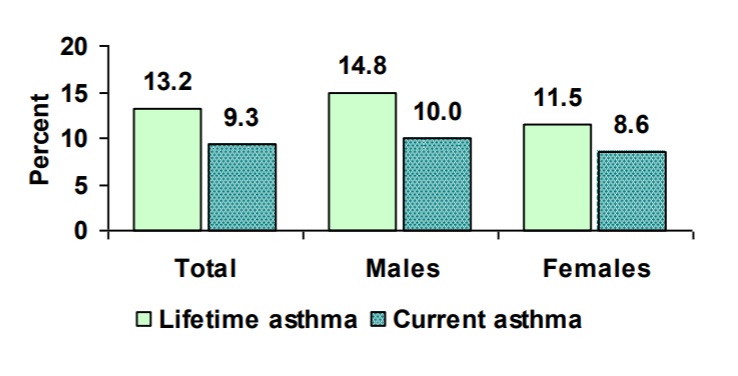 20
15
10
5
0
Percent
13.2
9.3
14.8
10.0
11.5
8.6
Total
Males
Females
Lifetime asthma
Current asthma